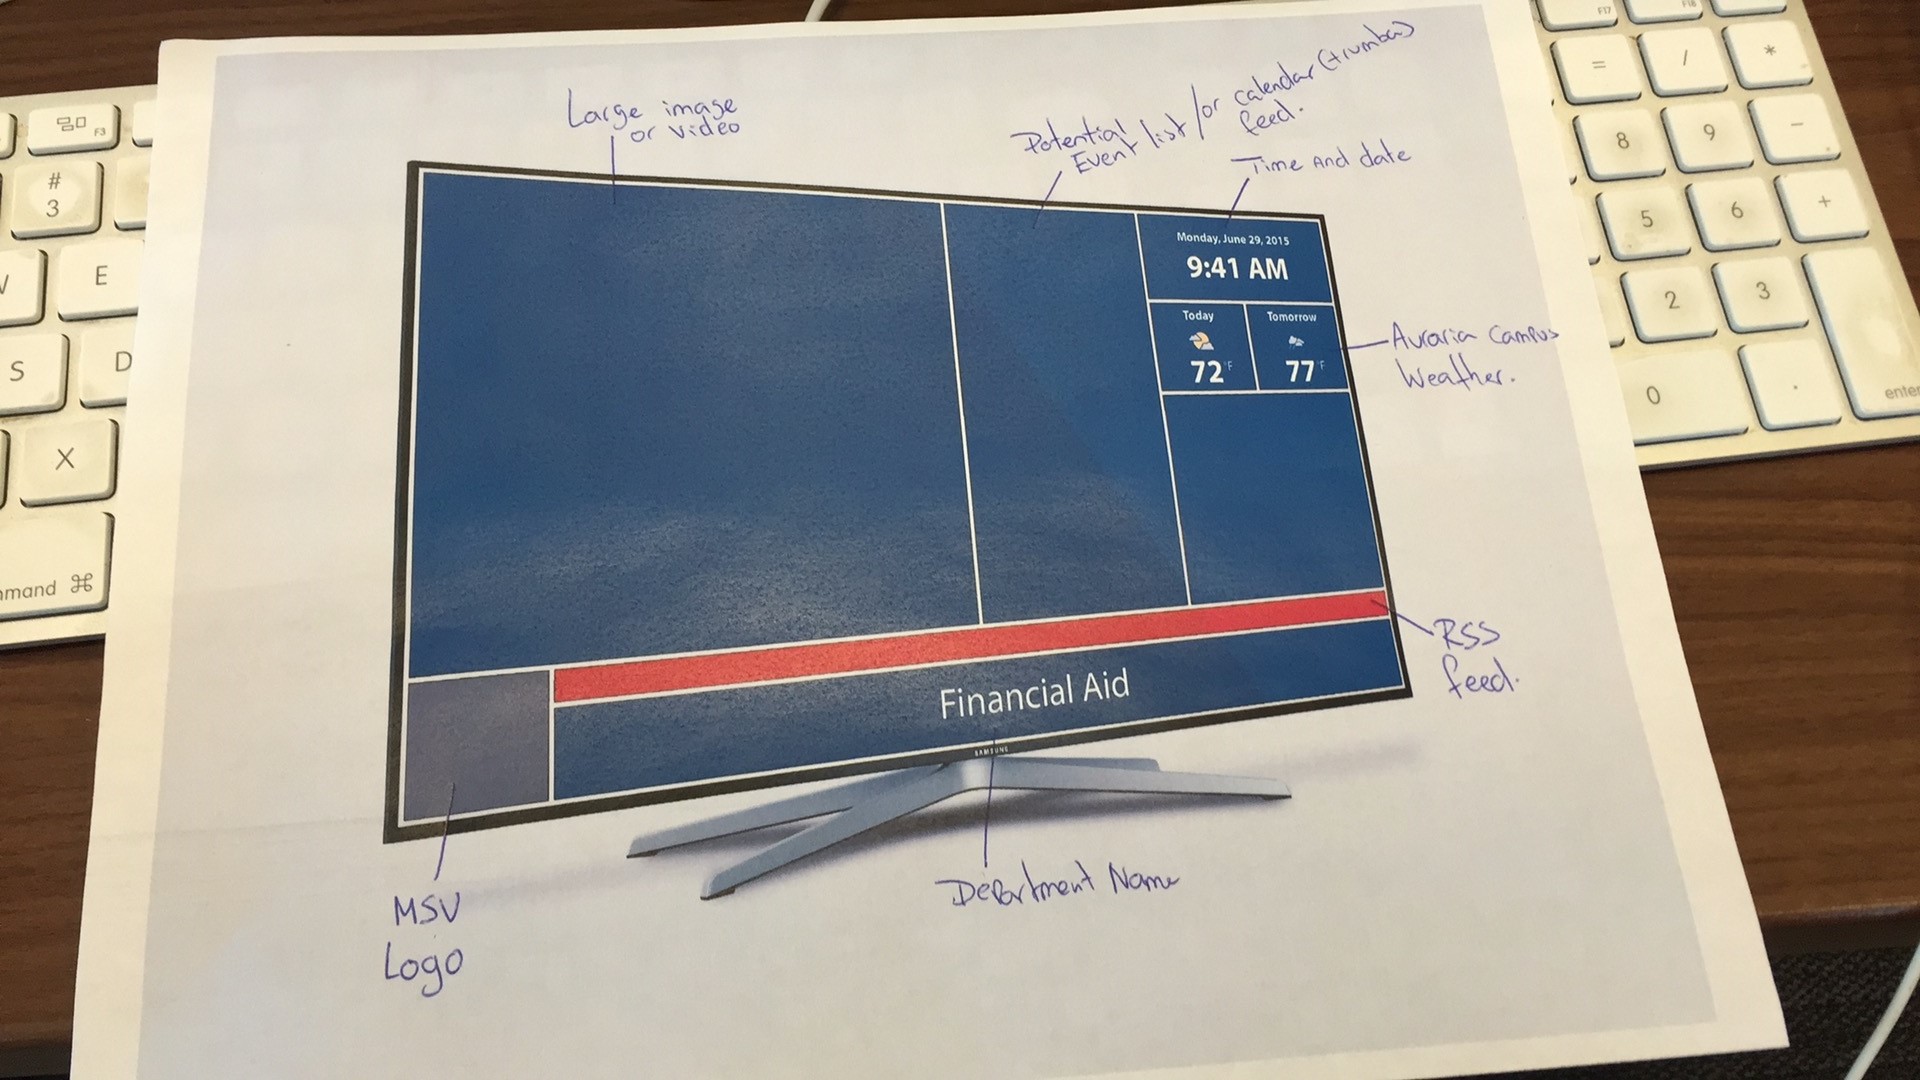 Large image
or video
Potential
Event list/or calendar (trumba)
feed.
Time and date
Monday, June 29, 2015
9:41 AM
Today
Tomorrow
72°F
77°F
Auraria Campus
Weather.
RSS
feed.
Financial Aid
SAMSUNG
Department Name
MSV
Logo
F3
#
3
E
S
D
X
mmand ⌘
F17
F18
=
/
*
8
9
-
5
6
+
2
3
0
.
enter